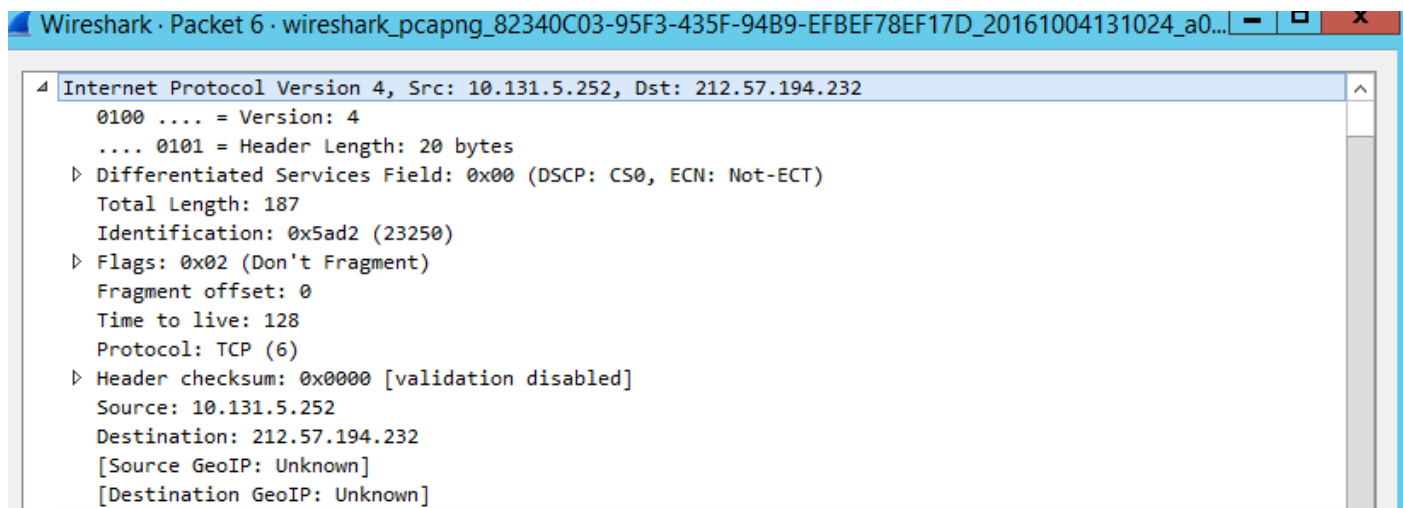 Wireshark · Packet 6 · wireshark_pcapng_82340C03-95F3-435F-94B9-EFBEF78EF17D_20161004131024_a0...
Internet Protocol Version 4, Src: 10.131.5.252, Dst: 212.57.194.232
0100 .... = Version: 4
.... 0101 = Header Length: 20 bytes
Differentiated Services Field: 0x00 (DSCP: CS0, ECN: Not-ECT)
Total Length: 187
Identification: 0x5ad2 (23250)
Flags: 0x02 (Don't Fragment)
Fragment offset: 0
Time to live: 128
Protocol: TCP (6)
Header checksum: 0x0000 [validation disabled]
Source: 10.131.5.252
Destination: 212.57.194.232
[Source GeoIP: Unknown]
[Destination GeoIP: Unknown]